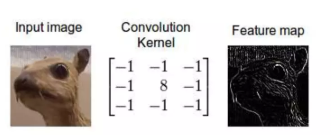 Input image
Convolution
Kernel
Feature map
-1 -1 -1
-1 8 -1
-1 -1 -1